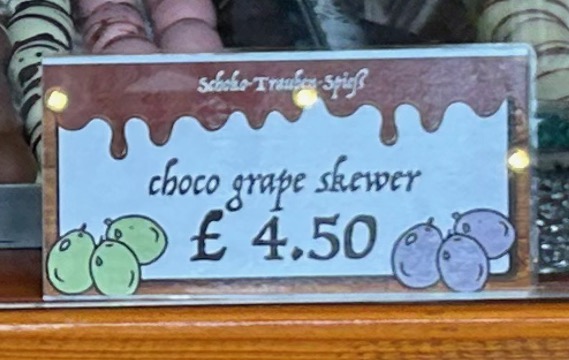 Schoko-Trauben-Spieß
choco grape skewer
£ 4.50